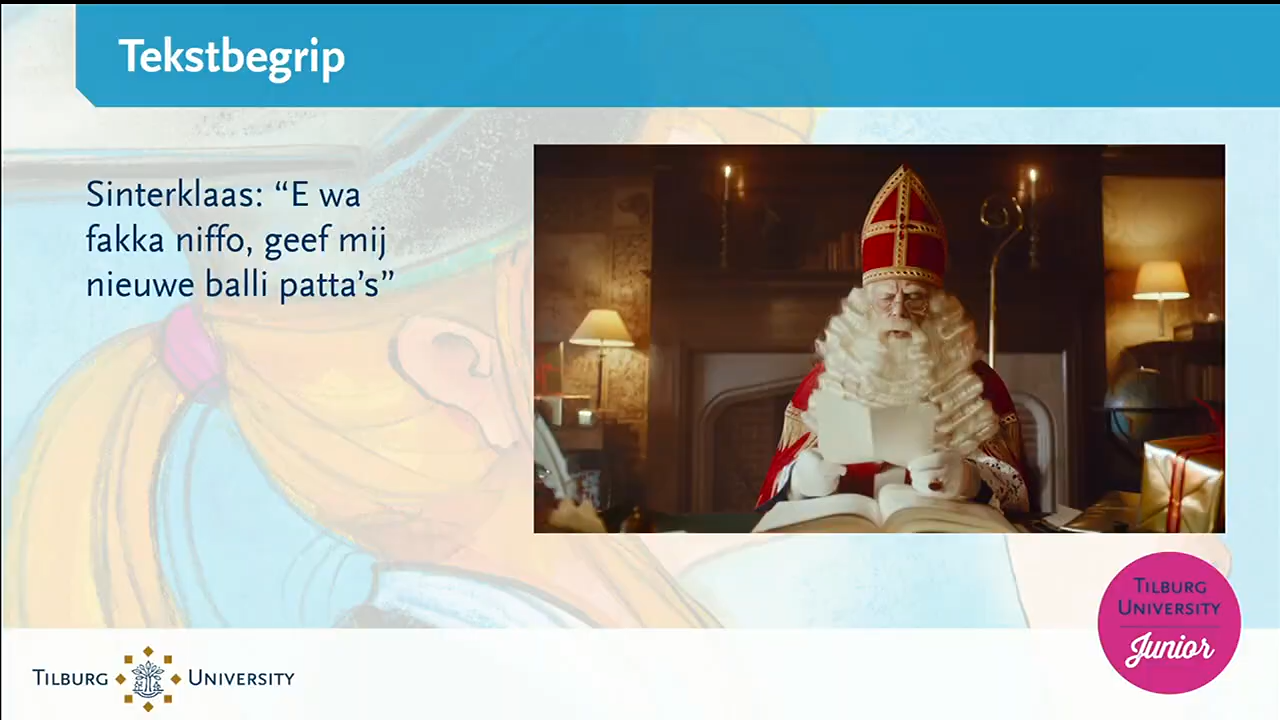 Tekstbegrip
Sinterklaas: “E wa
fakka niffo, geef mij
nieuwe balli patta’s”
TILBURG
UNIVERSITY
Junior
TILBURG UNIVERSITY